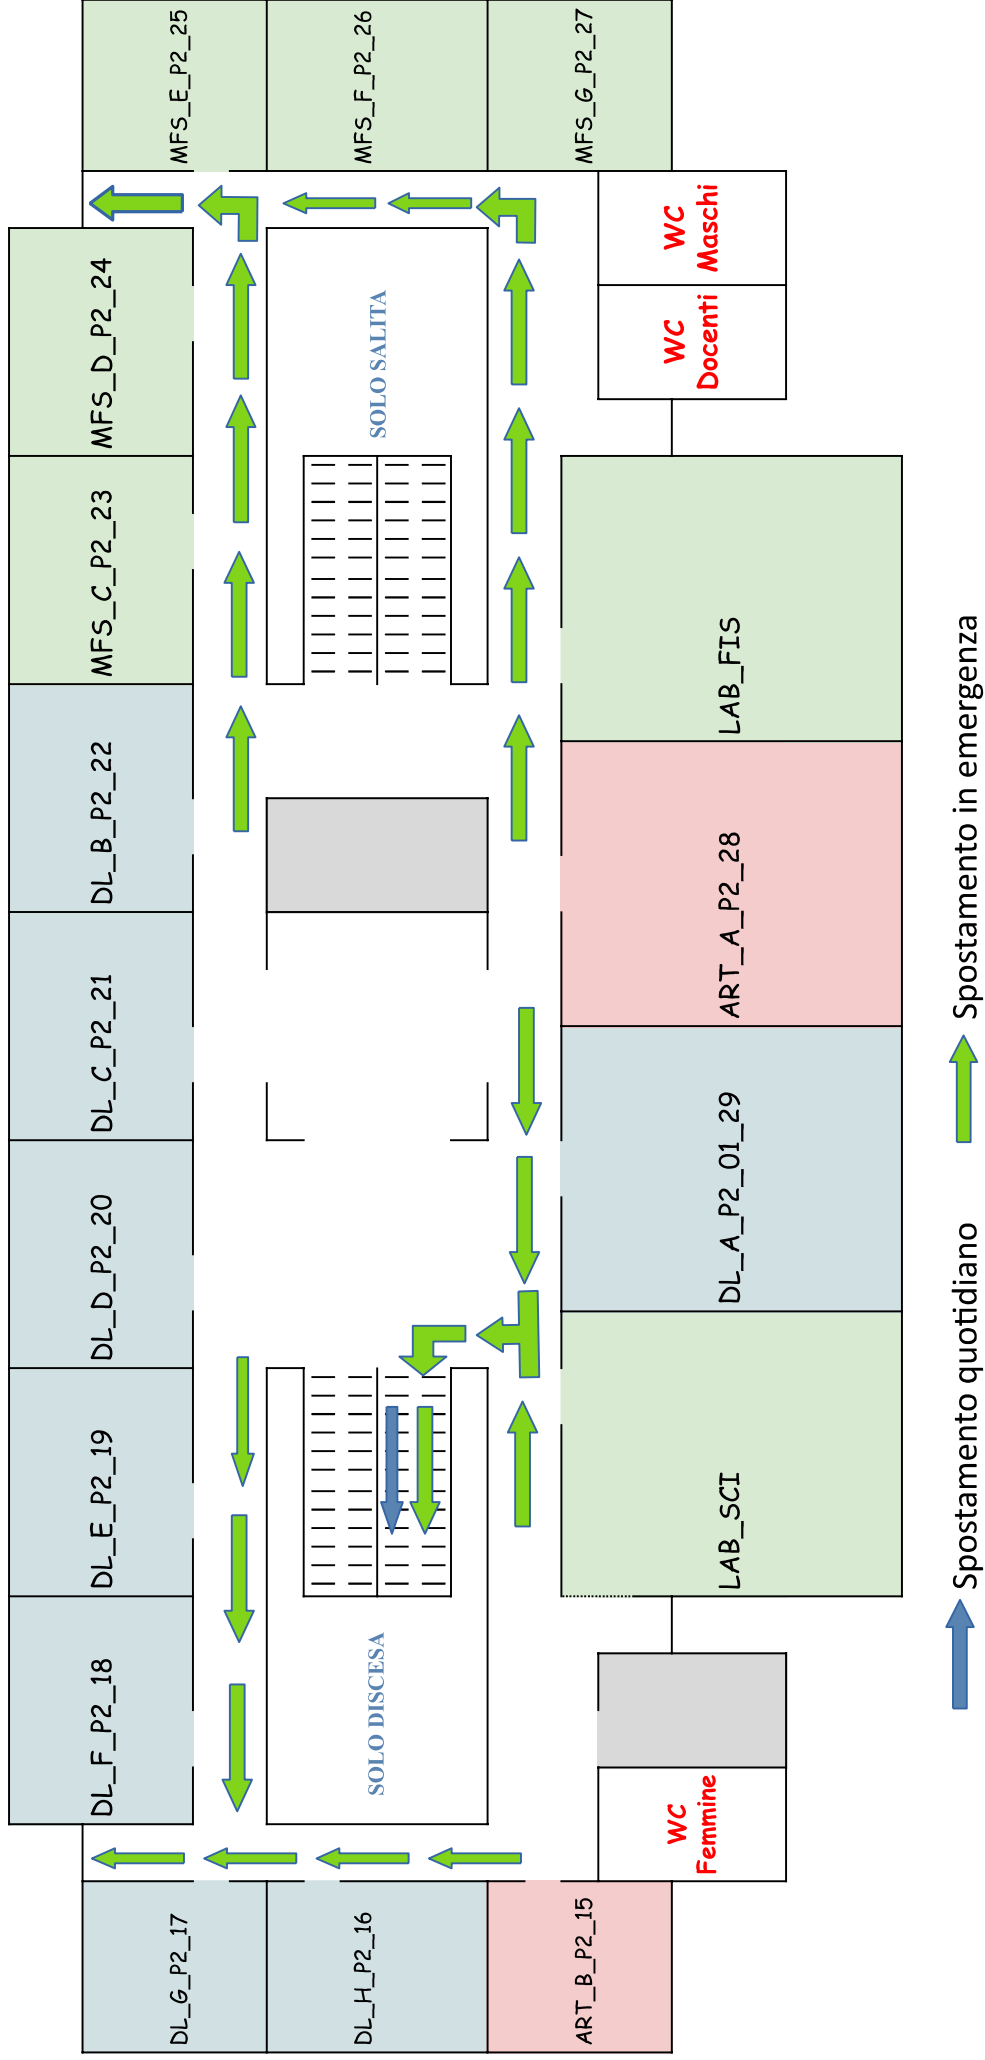 DL_F_P2_18
DL_E_P2_19
DL_D_P2_20
DL_C_P2_21
DL_B_P2_22
MFS_C_P2_23
MFS_D_P2_24
DL_G_P2_17
MFS_E_P2_25
DL_H_P2_16
SOLO DISCESA
SOLO SALITA
MFS_F_P2_26
ART_B_P2_15
MFS_G_P2_27
WC
Femmine
LAB_SCI
DL_A_P2_01_29
ART_A_P2_28
LAB_FIS
WC
Docenti
WC
Maschi
Spostamento quotidiano
Spostamento in emergenza